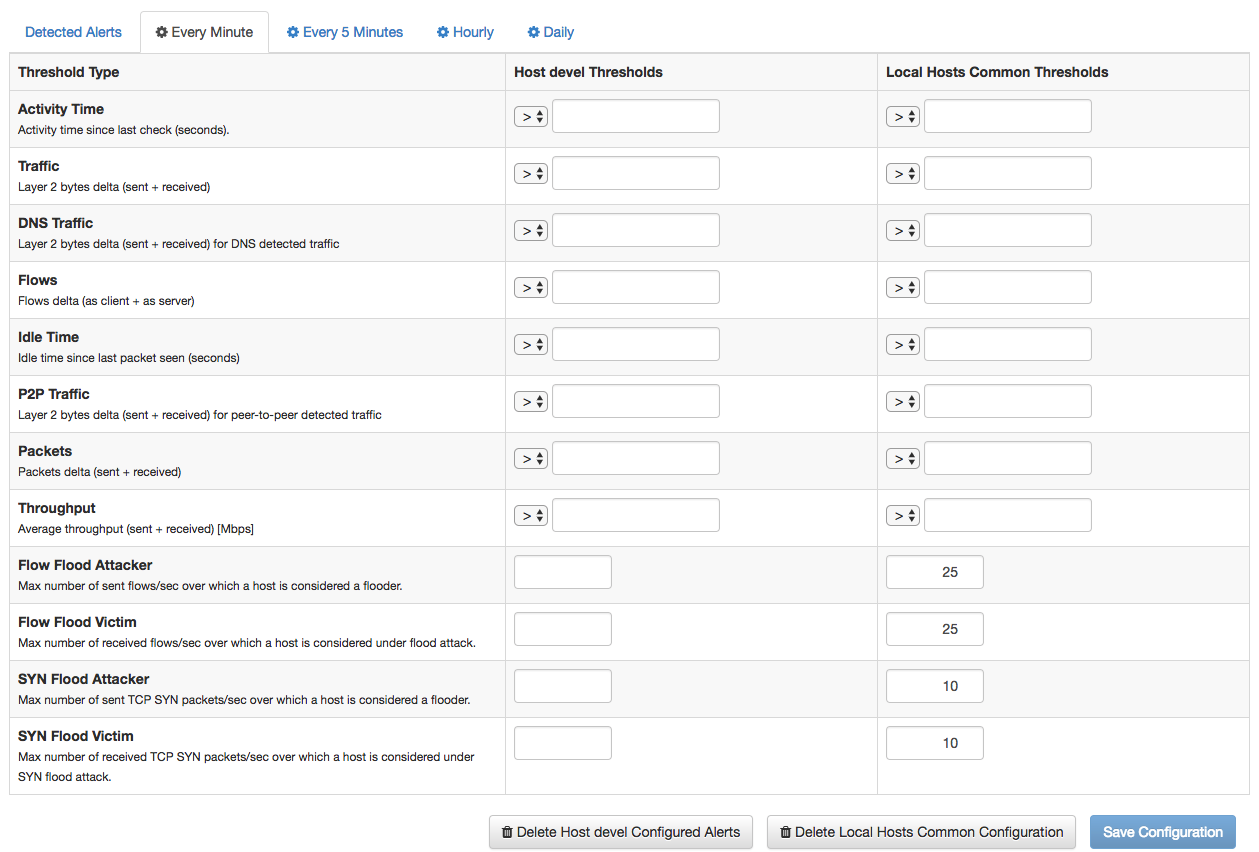 Detected Alerts Every Minute Every 5 Minutes Hourly Daily
Threshold Type Host devel Thresholds Local Hosts Common Thresholds
Activity Time
Activity time since last check (seconds).
> >
Traffic
Layer 2 bytes delta (sent + received)
> >
DNS Traffic
Layer 2 bytes delta (sent + received) for DNS detected traffic
> >
Flows
Flows delta (as client + as server)
> >
Idle Time
Idle time since last packet seen (seconds)
> >
P2P Traffic
Layer 2 bytes delta (sent + received) for peer-to-peer detected traffic
> >
Packets
Packets delta (sent + received)
> >
Throughput
Average throughput (sent + received) [Mbps]
> >
Flow Flood Attacker
Max number of sent flows/sec over which a host is considered a flooder.
25
Flow Flood Victim
Max number of received flows/sec over which a host is considered under flood attack.
25
SYN Flood Attacker
Max number of sent TCP SYN packets/sec over which a host is considered a flooder.
10
SYN Flood Victim
Max number of received TCP SYN packets/sec over which a host is considered under
SYN flood attack.
10
Delete Host devel Configured Alerts Delete Local Hosts Common Configuration Save Configuration